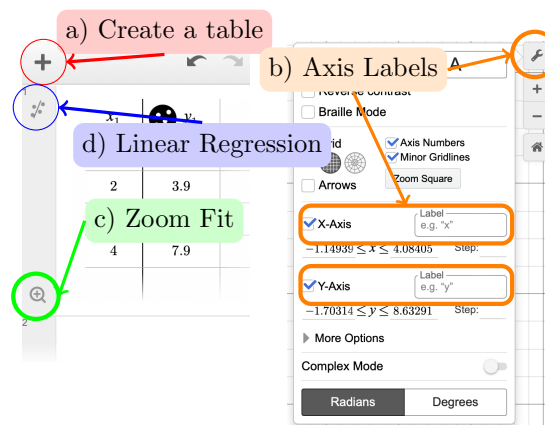 a) Create a table
b) Axis Labels
A
Reverse contrast
Braille Mode
1
x₁
y₁
d) Linear Regression
Axis Numbers
Minor Gridlines
Zoom Square
Arrows
2 3.9
c) Zoom Fit
4 7.9
X-Axis
Label
e.g. "x"
−1.14939 ≤ x ≤ 4.08405 Step:
Y-Axis
Label
e.g. "y"
−1.70314 ≤ y ≤ 8.63291 Step:
2
More Options
Complex Mode
Radians Degrees